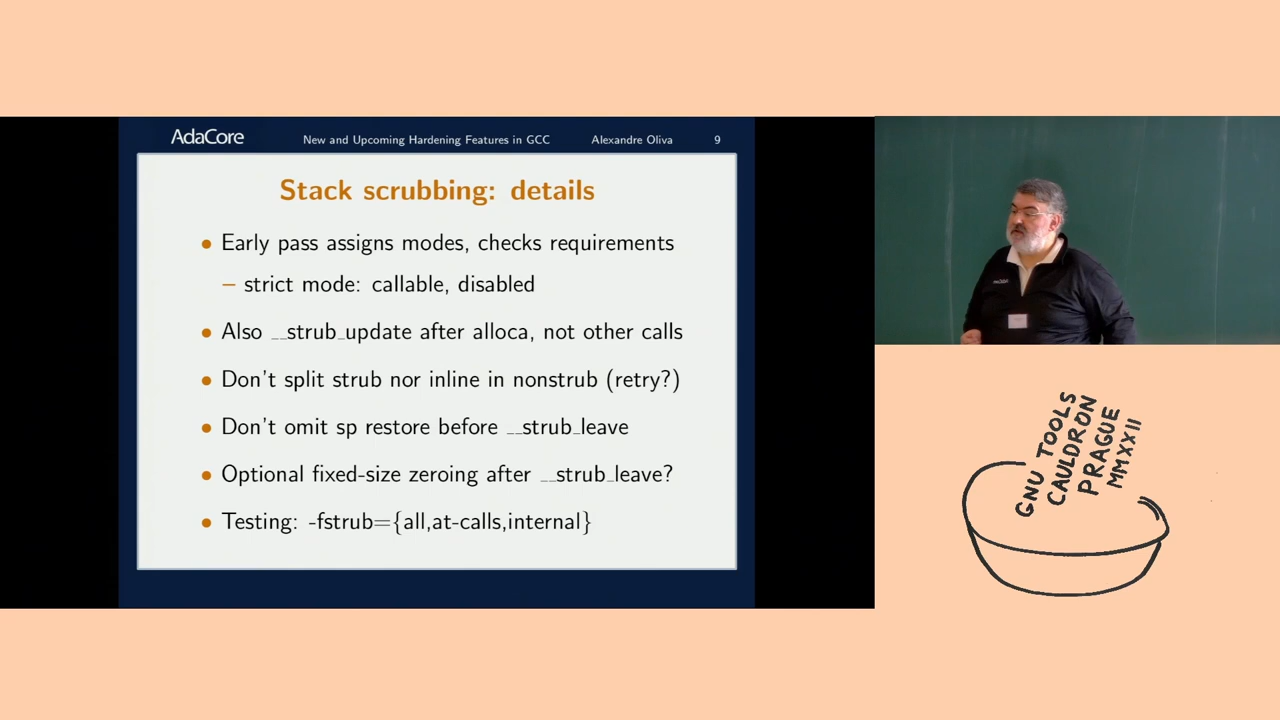 AdaCore New and Upcoming Hardening Features in GCC Alexandre Oliva 9
Stack scrubbing: details
• Early pass assigns modes, checks requirements
– strict mode: callable, disabled
• Also __strub_update after alloca, not other calls
• Don't split strub nor inline in nonstrub (retry?)
• Don't omit sp restore before __strub_leave
• Optional fixed-size zeroing after __strub_leave?
• Testing: -fstrub={all,at-calls,internal}
GNU TOOLS
CAULDRON
PRAGUE
MMXXII